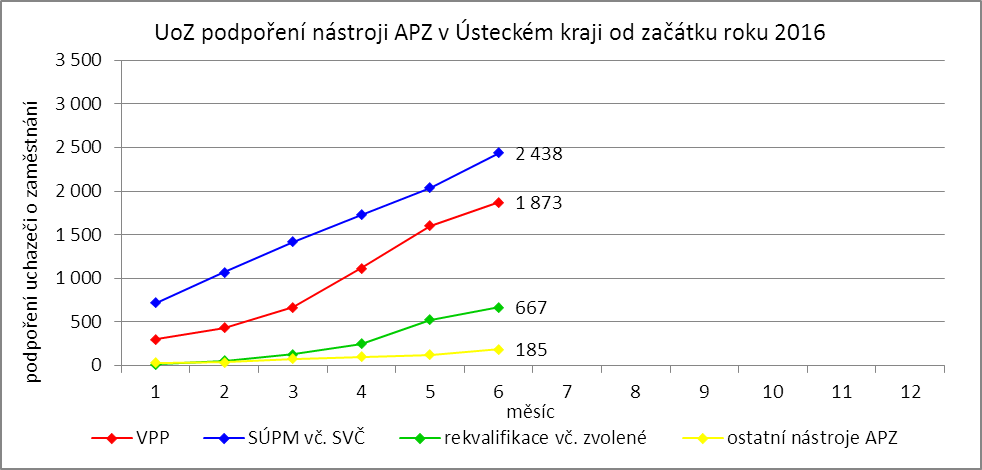 UoZ podpoření nástroji APZ v Ústeckém kraji od začátku roku 2016
podpoření uchazeči o zaměstnání
3 500
3 000
2 500
2 000
1 500
1 000
500
0
2 438
1 873
667
185
1 2 3 4 5 6 7 8 9 10 11 12
měsíc
VPP SÚPM vč. SVČ rekvalifikace vč. zvolené ostatní nástroje APZ